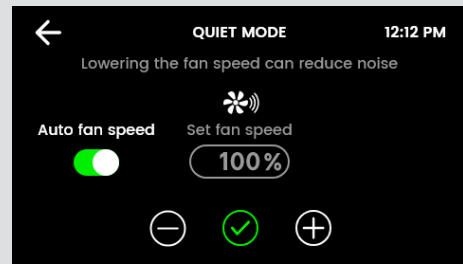 QUIET MODE 12:12 PM
Lowering the fan speed can reduce noise
Auto fan speed Set fan speed
100%